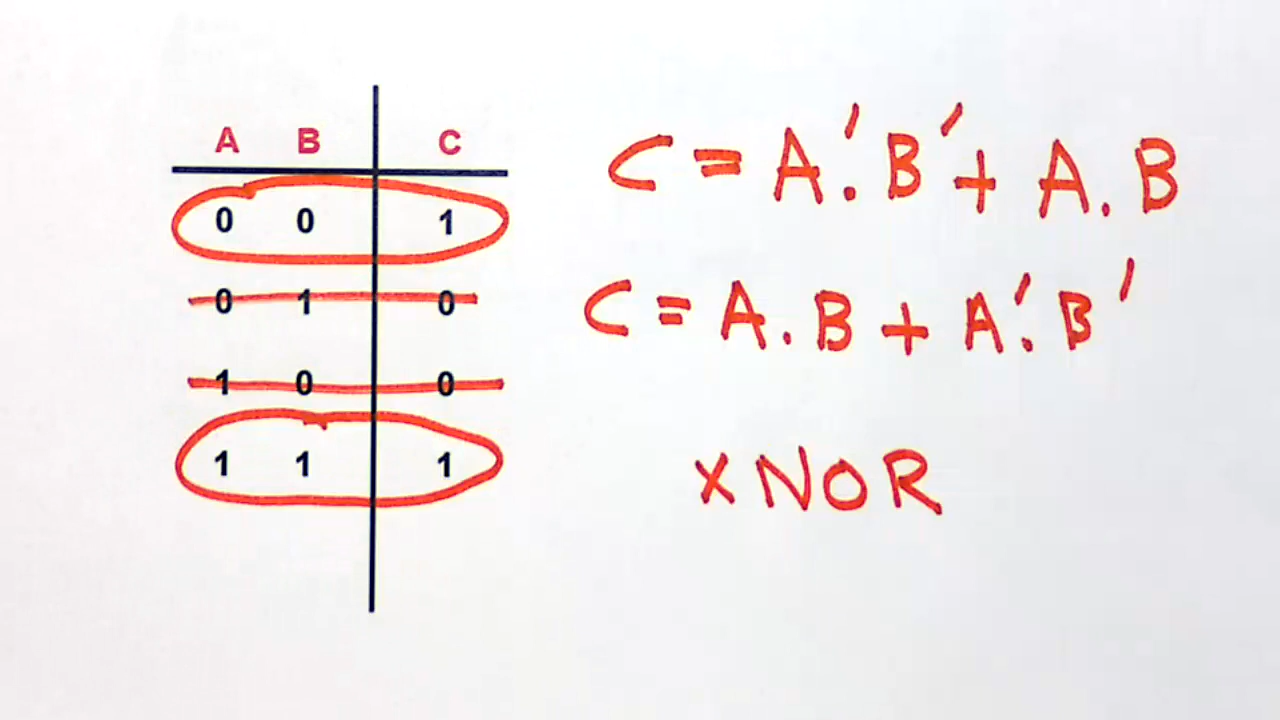 A B C
0 0 1
0 1 0
1 0 0
1 1 1
C = A'.B' + A.B
C = A.B + A'.B'
XNOR